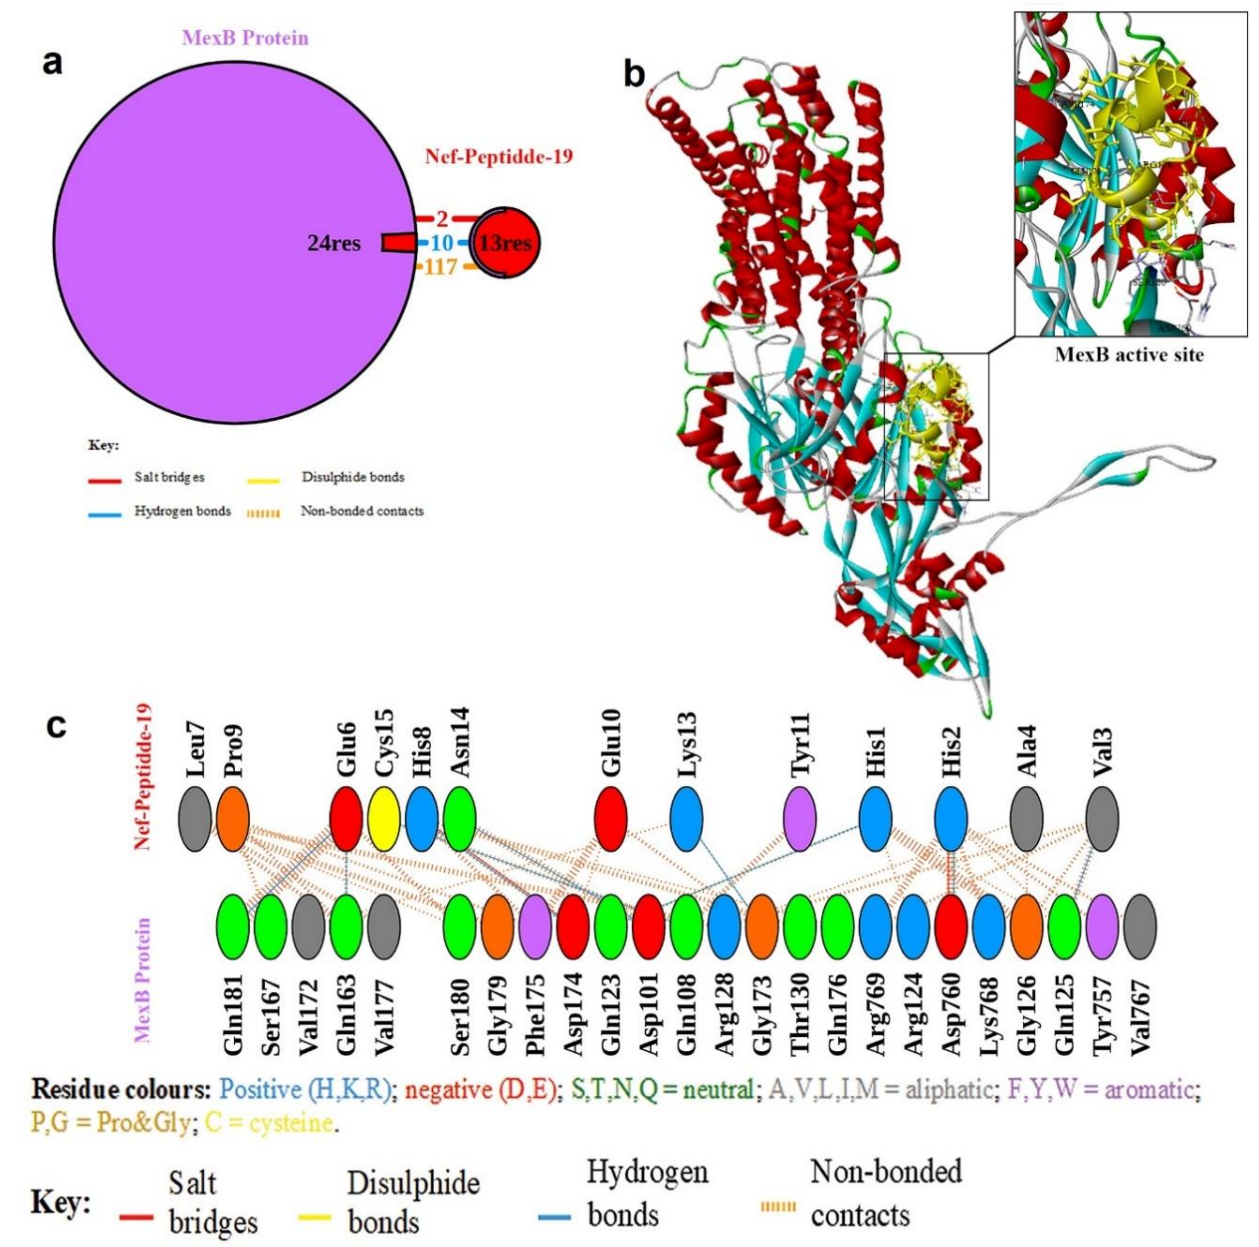 a
MexB Protein
Nef-Peptidde-19
24res
2
10
117
13res
Key:
Salt bridges
Disulphide bonds
Hydrogen bonds
Non-bonded contacts
b
MexB active site
c
Nef-Peptidde-19
Leu7
Pro9
Glu6
Cys15
His8
Asn14
Glu10
Lys13
Tyr11
His1
His2
Ala4
Val3
MexB Protein
Gln181
Ser167
Val172
Gln163
Val177
Ser180
Gly179
Phe175
Asp174
Gln123
Asp101
Gln108
Arg128
Gly173
Thr130
Gln176
Arg769
Arg124
Asp760
Lys768
Gly126
Gln125
Tyr757
Val767
Residue colours: Positive (H,K,R); negative (D,E); S,T,N,Q = neutral; A,V,L,I,M = aliphatic; F,Y,W = aromatic;
P,G = Pro&Gly; C = cysteine.
Key:
Salt
bridges
Disulphide
bonds
Hydrogen
bonds
Non-bonded
contacts